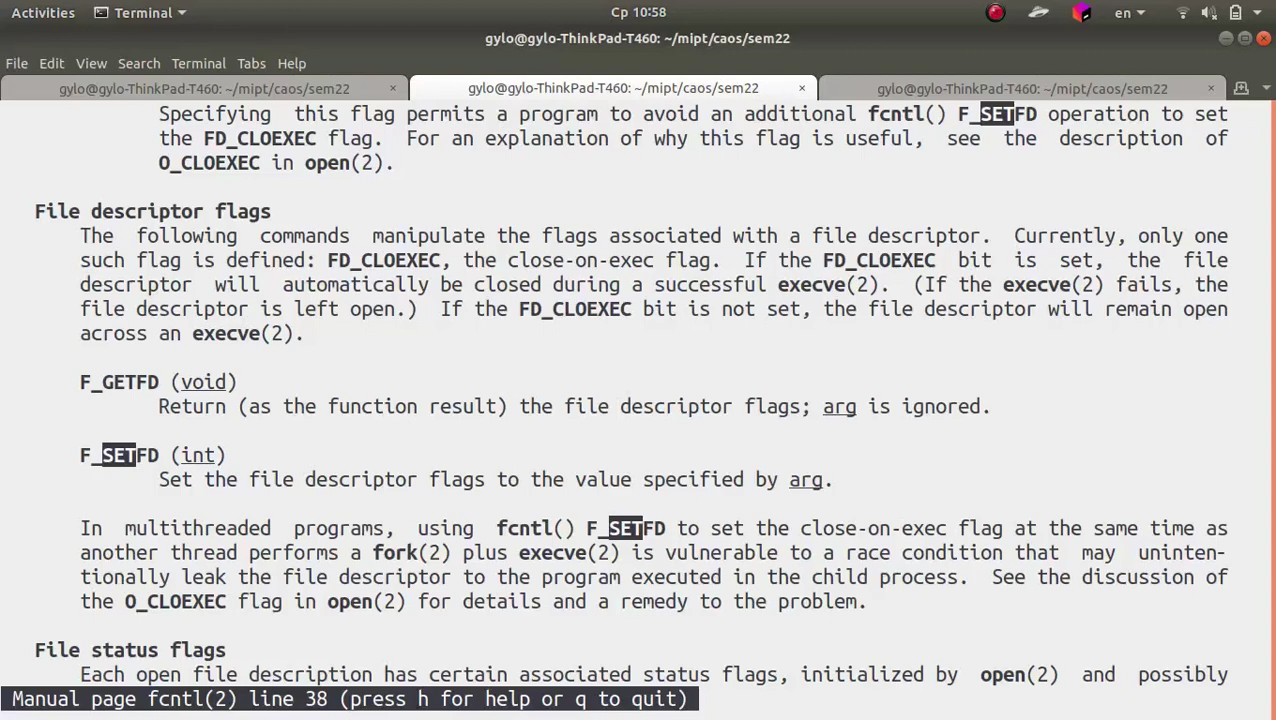 Activities
Terminal
Ср 10:58
en
gylo@gylo-ThinkPad-T460: ~/mipt/caos/sem22
File Edit View Search Terminal Tabs Help
gylo@gylo-ThinkPad-T460: ~/mipt/caos/sem22 ×
gylo@gylo-ThinkPad-T460: ~/mipt/caos/sem22 ×
gylo@gylo-ThinkPad-T460: ~/mipt/caos/sem22 ×
Specifying this flag permits a program to avoid an additional fcntl() F_SETFD operation to set
the FD_CLOEXEC flag. For an explanation of why this flag is useful, see the description of
O_CLOEXEC in open(2).
File descriptor flags
The following commands manipulate the flags associated with a file descriptor. Currently, only one
such flag is defined: FD_CLOEXEC, the close-on-exec flag. If the FD_CLOEXEC bit is set, the file
descriptor will automatically be closed during a successful execve(2). (If the execve(2) fails, the
file descriptor is left open.) If the FD_CLOEXEC bit is not set, the file descriptor will remain open
across an execve(2).
F_GETFD (void)
Return (as the function result) the file descriptor flags; arg is ignored.
F_SETFD (int)
Set the file descriptor flags to the value specified by arg.
In multithreaded programs, using fcntl() F_SETFD to set the close-on-exec flag at the same time as
another thread performs a fork(2) plus execve(2) is vulnerable to a race condition that may uninten-
tionally leak the file descriptor to the program executed in the child process. See the discussion of
the O_CLOEXEC flag in open(2) for details and a remedy to the problem.
File status flags
Each open file description has certain associated status flags, initialized by open(2) and possibly
Manual page fcntl(2) line 38 (press h for help or q to quit)